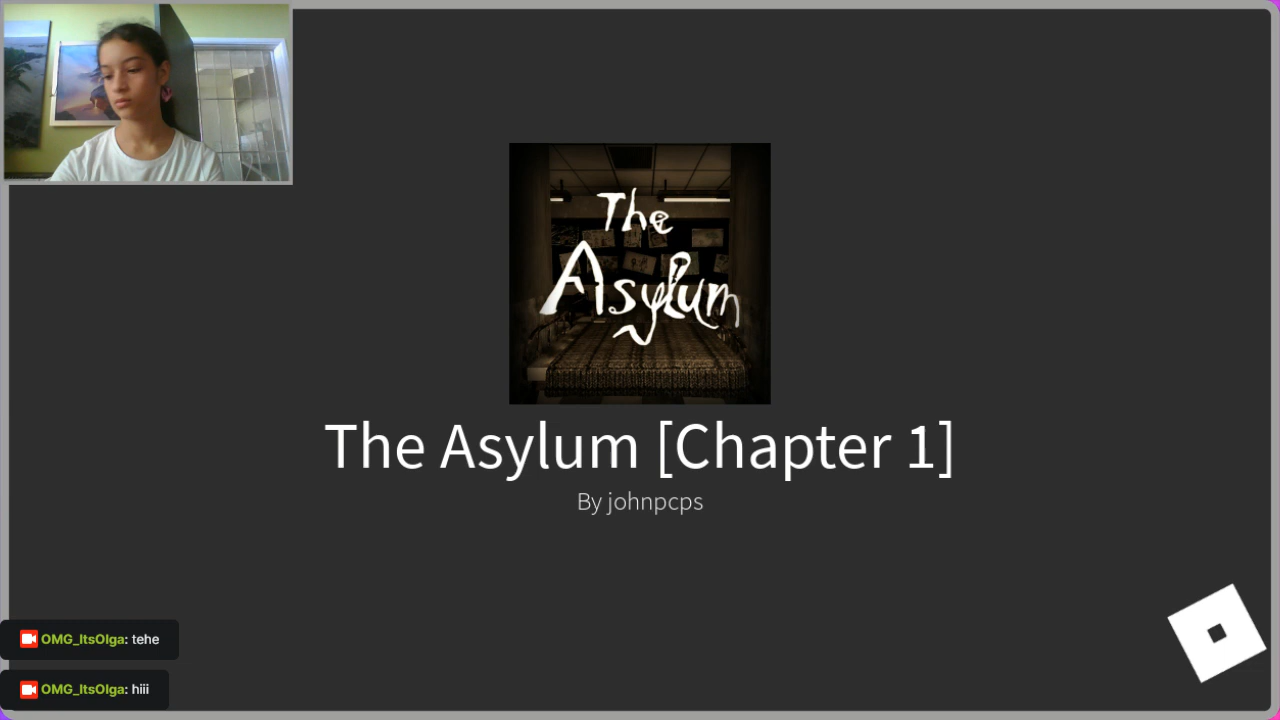 The
Asylum
The Asylum [Chapter 1]
By johnpcps
OMG_ItsOlga: tehe
OMG_ItsOlga: hiii